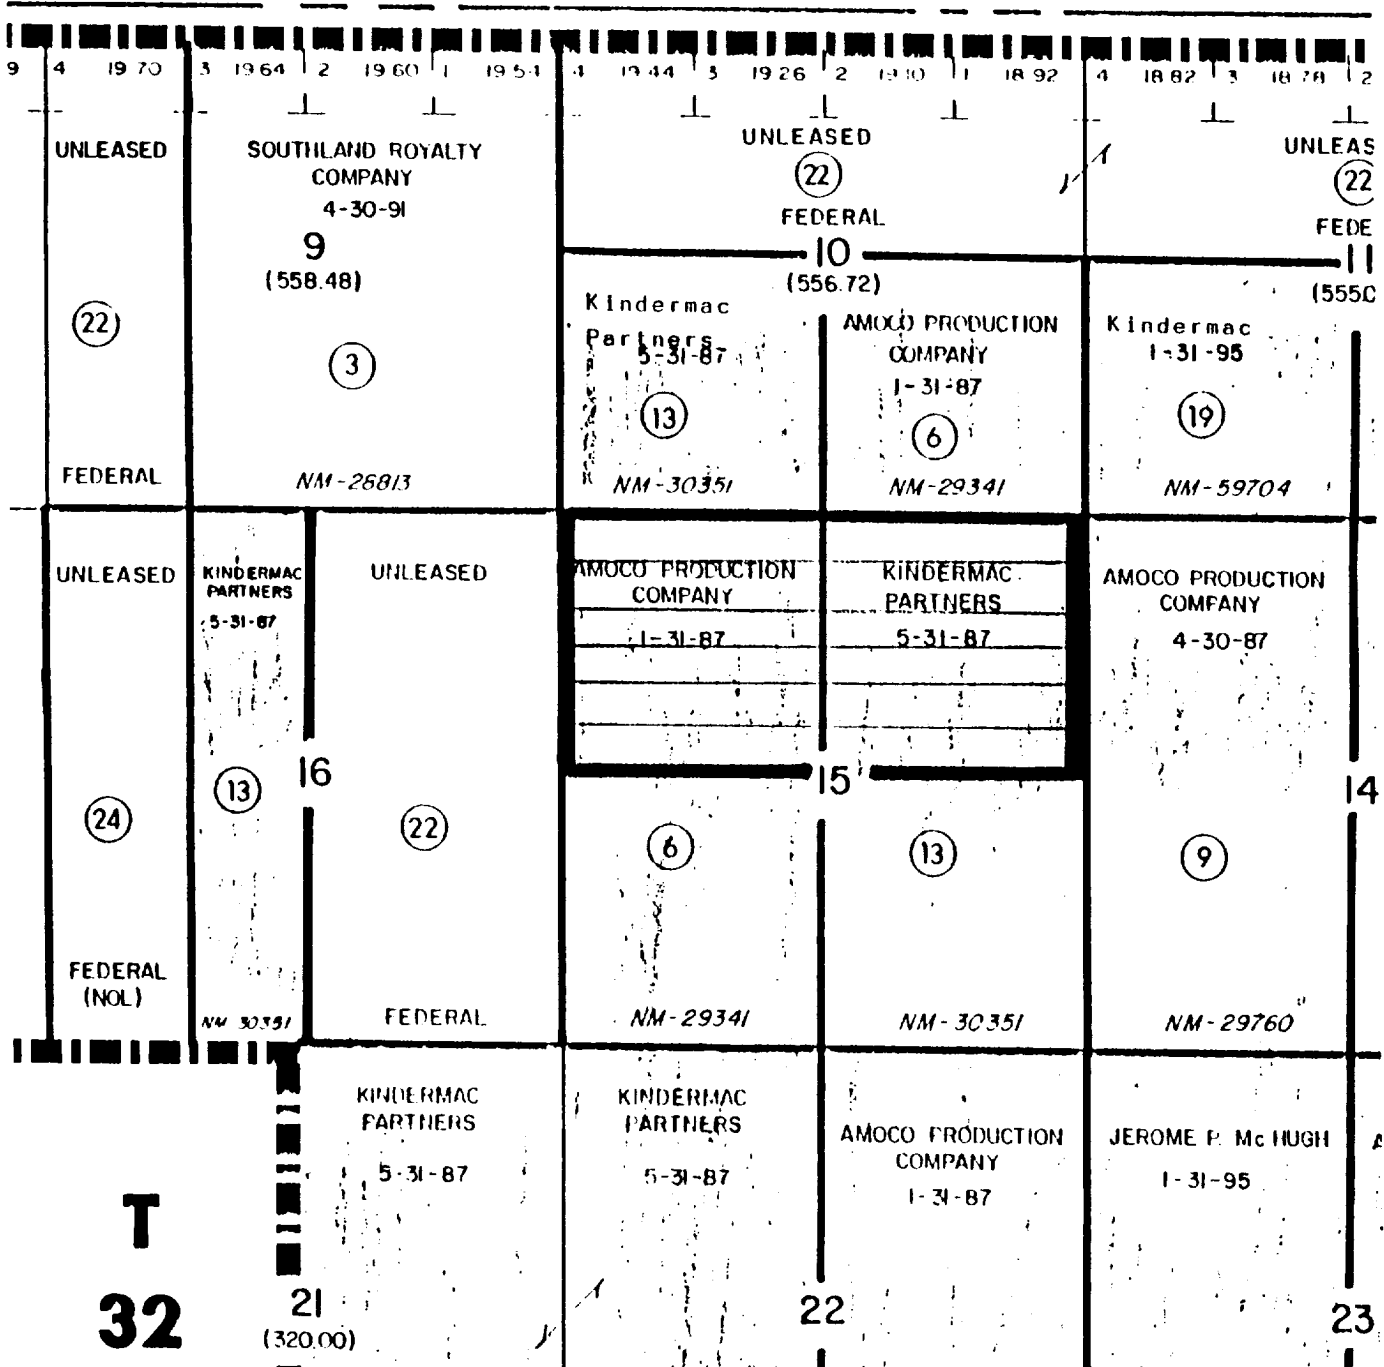 9 4 19 70 3 19 64 2 19 60 1 19 54 4 19 44 3 19 26 2 19 10 1 18 92 4 18 82 3 18 78 2
UNLEASED
FEDERAL
22
SOUTHLAND ROYALTY
COMPANY
4-30-91
9
(558.48)
3
NM-26813
UNLEASED
22
FEDERAL
10
(556.72)
UNLEAS
22
FEDE
11
(555.0
Kindermac
Partners
5-31-87
13
NM-30351
AMOCO PRODUCTION
COMPANY
1-31-87
6
NM-29341
Kindermac
1-31-95
19
NM-59704
UNLEASED
24
FEDERAL
(NOL)
KINDERMAC
PARTNERS
5-31-87
13
NM 30351
16
UNLEASED
22
FEDERAL
AMOCO PRODUCTION
COMPANY
1-31-87
6
NM-29341
15
KINDERMAC
PARTNERS
5-31-87
13
NM-30351
AMOCO PRODUCTION
COMPANY
4-30-87
9
NM-29760
14
T
32
KINDERMAC
PARTNERS
5-31-87
21
(320.00)
KINDERMAC
PARTNERS
5-31-87
22
AMOCO PRODUCTION
COMPANY
1-31-87
JEROME P. Mc HUGH
1-31-95
23
A